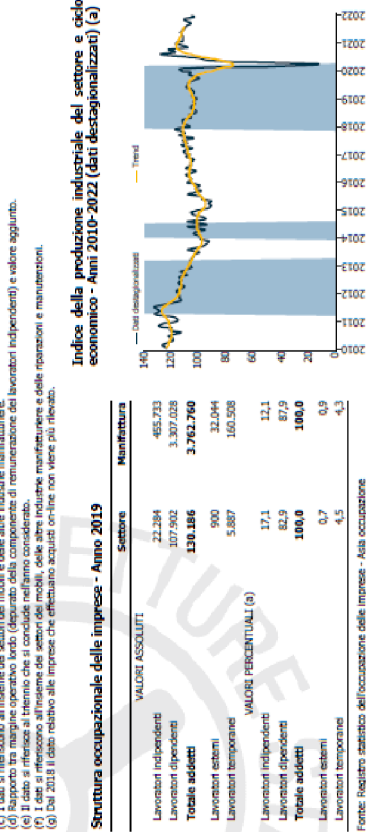 (d) Rapporto tra margine operativo lordo (depurato della componente di remunerazione dei lavoratori indipendenti) e valore aggiunto.
(e) Il dato si riferisce al triennio che si conclude nell'anno considerato.
(f) I dati si riferiscono all'insieme dei settori dei mobili, delle altre industrie manifatturiere e delle riparazioni e manutenzioni.
(g) Dal 2018 il dato relativo alle imprese che effettuano acquisti on-line non viene più rilevato.
Struttura occupazionale delle imprese - Anno 2019
Settore Manifattura
VALORI ASSOLUTI
Lavoratori indipendenti 22.284 455.733
Lavoratori dipendenti 107.902 3.307.028
Totale addetti 130.186 3.762.760
Lavoratori esterni 900 32.044
Lavoratori temporanei 5.887 160.508
VALORI PERCENTUALI (a)
Lavoratori indipendenti 17,1 12,1
Lavoratori dipendenti 82,9 87,9
Totale addetti 100,0 100,0
Lavoratori esterni 0,7 0,9
Lavoratori temporanei 4,5 4,3
Fonte: Registro statistico dell'occupazione delle imprese - Asia occupazione
Indice della produzione industriale del settore e ciclo
economico - Anni 2010-2022 (dati destagionalizzati) (a)
Dati destagionalizzati Trend
140
120
100
80
60
40
20
0
2010 2011 2012 2013 2014 2015 2016 2017 2018 2019 2020 2021 2022
ETTURE